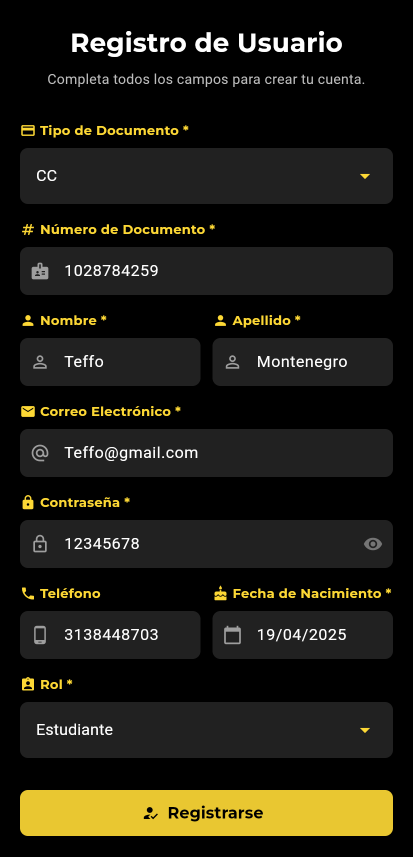 Registro de Usuario
Completa todos los campos para crear tu cuenta.
Tipo de Documento *
CC
# Número de Documento *
1028784259
Nombre * Apellido *
Teffo Montenegro
Correo Electrónico *
Teffo@gmail.com
Contraseña *
12345678
Teléfono Fecha de Nacimiento *
3138448703 19/04/2025
Rol *
Estudiante
Registrarse